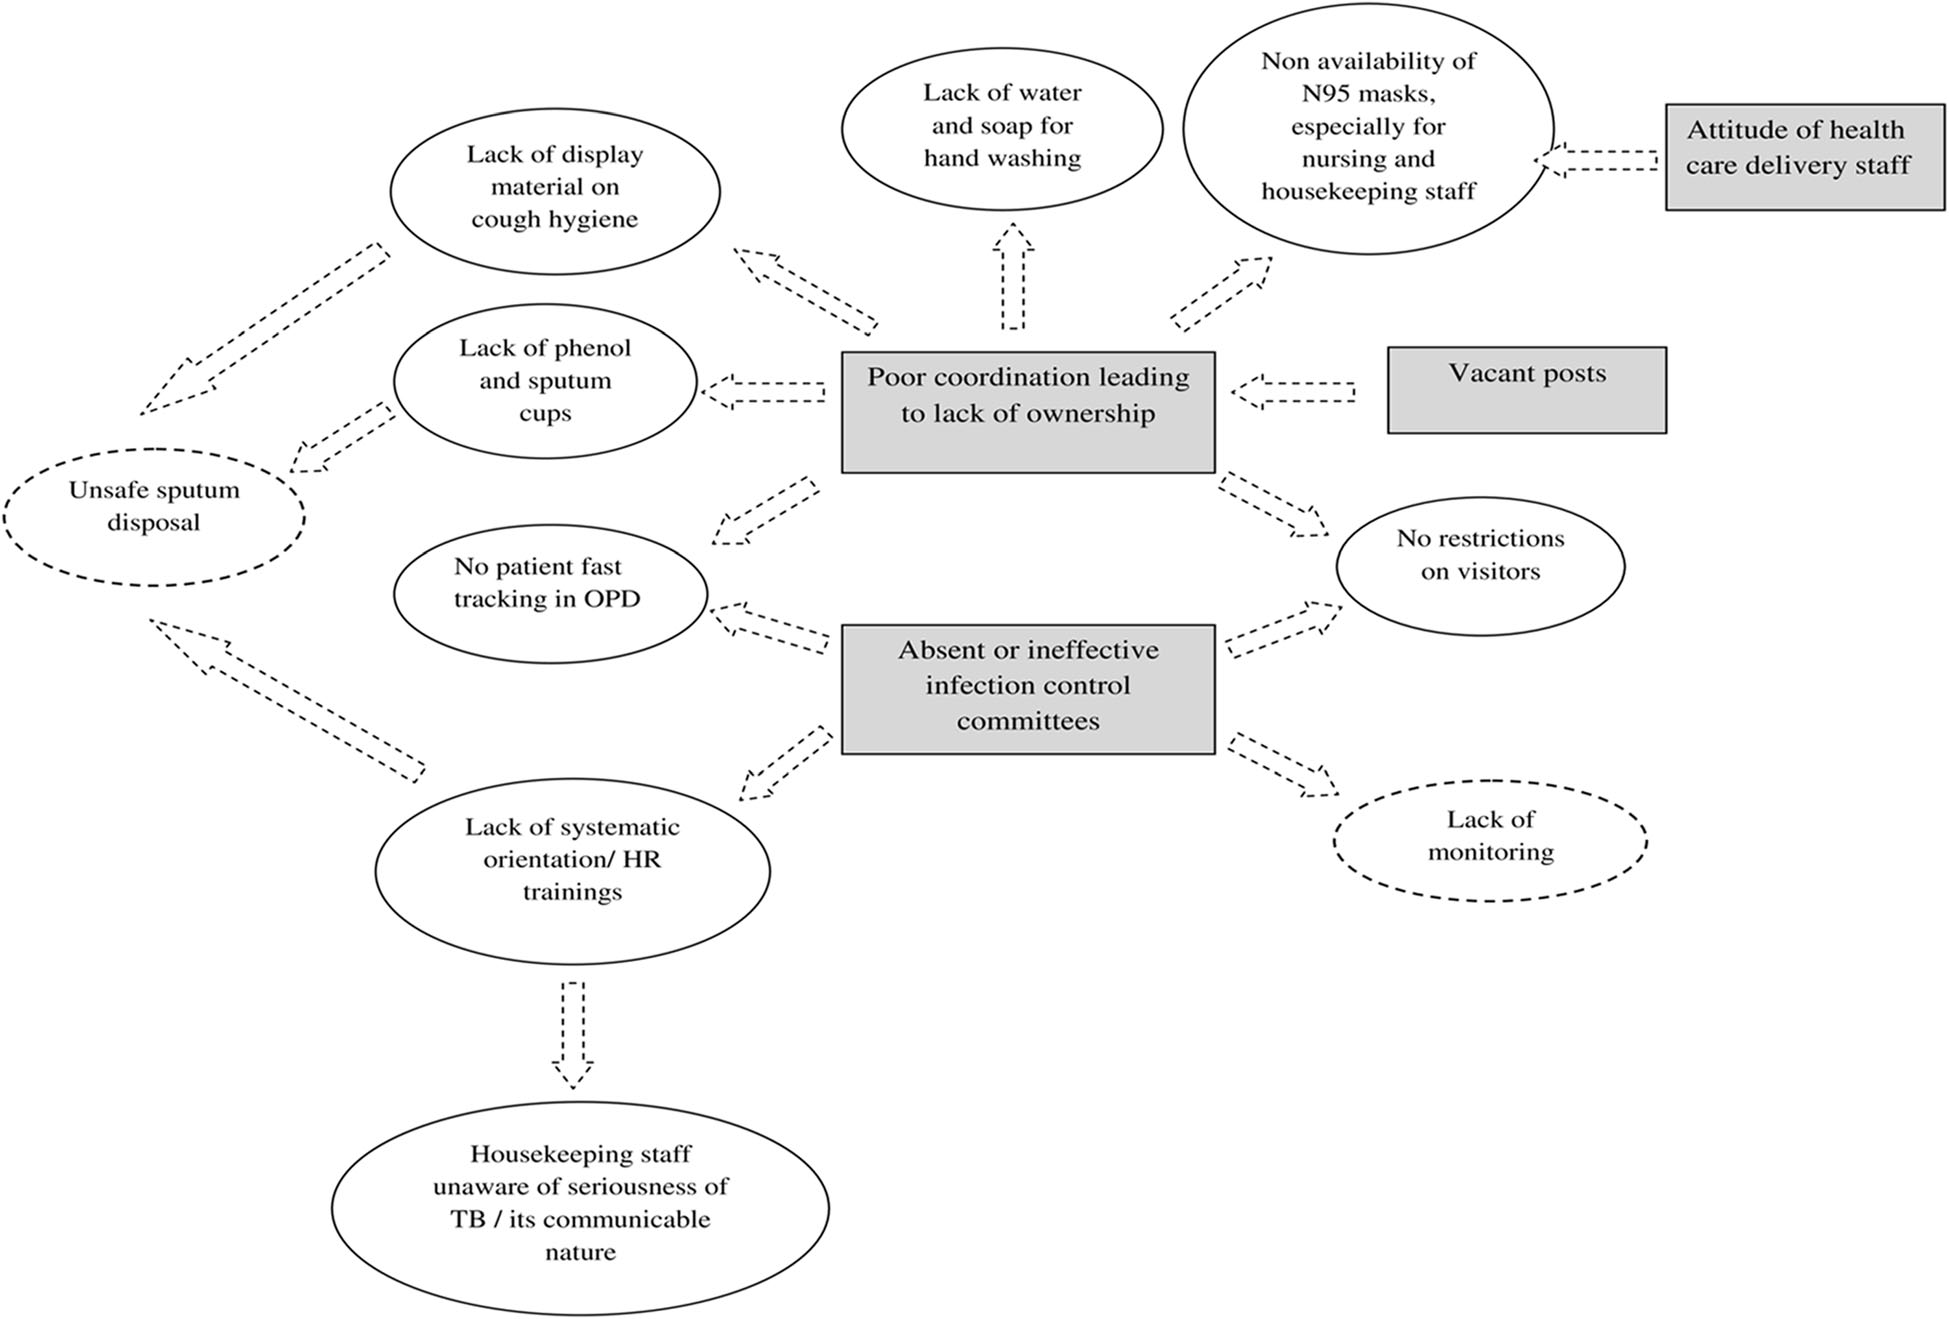 Non availability of
N95 masks,
especially for
nursing and
housekeeping staff
Lack of water
and soap for
hand washing
Attitude of health
care delivery staff
Lack of display
material on
cough hygiene
Lack of phenol
and sputum
cups
Poor coordination leading
to lack of ownership
Vacant posts
Unsafe sputum
disposal
No patient fast
tracking in OPD
No restrictions
on visitors
Absent or ineffective
infection control
committees
Lack of systematic
orientation/ HR
trainings
Lack of
monitoring
Housekeeping staff
unaware of seriousness of
TB / its communicable
nature